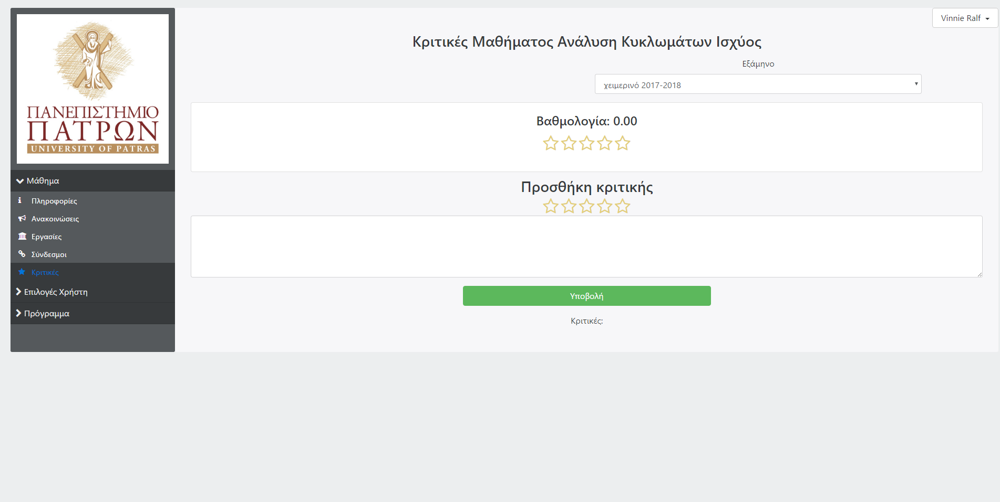 Vinnie Ralf
ΠΑΝΕΠΙΣΤΗΜΙΟ
ΠΑΤΡΩΝ
UNIVERSITY OF PATRAS
Μάθημα
Πληροφορίες
Ανακοινώσεις
Εργασίες
Σύνδεσμοι
Κριτικές
Επιλογές Χρήστη
Πρόγραμμα
Κριτικές Μαθήματος Ανάλυση Κυκλωμάτων Ισχύος
Εξάμηνο
χειμερινό 2017-2018
Βαθμολογία: 0.00
Προσθήκη κριτικής
Υποβολή
Κριτικές: